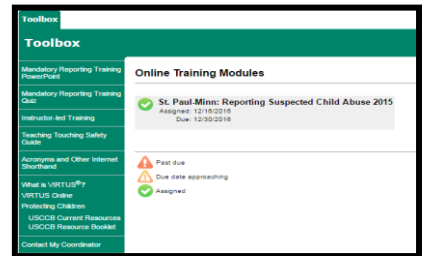 Toolbox
Toolbox
Mandatory Reporting Training
PowerPoint
Mandatory Reporting Training
Quiz
Instructor-led Training
Teaching Touching Safety
Guide
Acronyms and Other Internet
Shorthand
What is VIRTUS®?
VIRTUS Online
Protecting Children
USCCB Current Resources
USCCB Resource Booklet
Contact My Coordinator
Online Training Modules
St. Paul-Minn: Reporting Suspected Child Abuse 2015
Assigned: 12/16/2016
Due: 12/30/2016
Past due
Due date approaching
Assigned